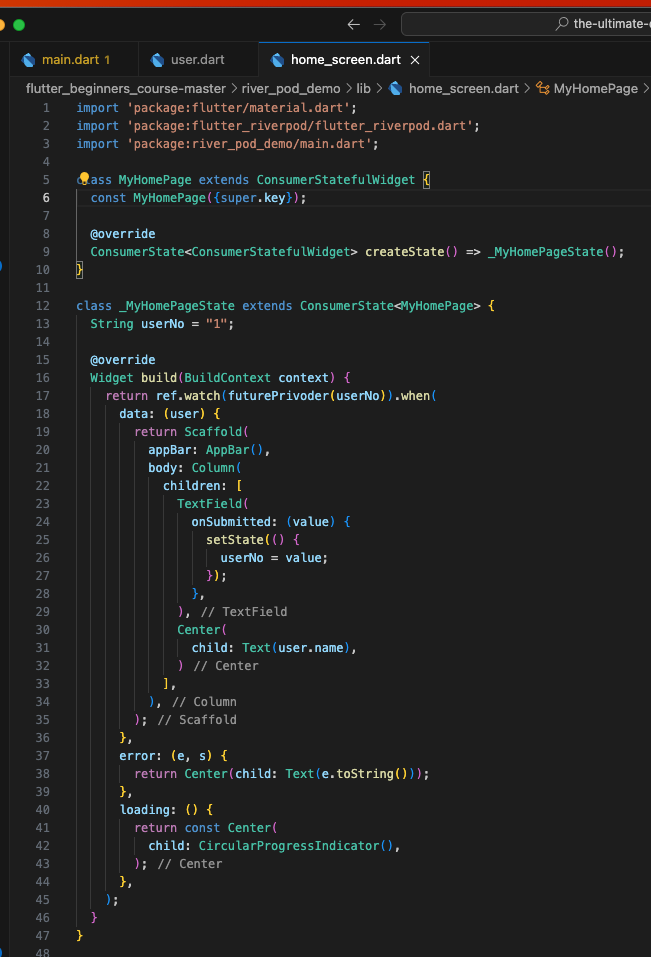 the-ultimate-
main.dart 1 user.dart home_screen.dart
flutter_beginners_course-master > river_pod_demo > lib > home_screen.dart > MyHomePage >
1 import 'package:flutter/material.dart';
2 import 'package:flutter_riverpod/flutter_riverpod.dart';
3 import 'package:river_pod_demo/main.dart';
4
5 class MyHomePage extends ConsumerStatefulWidget {
6 const MyHomePage({super.key});
7
8 @override
9 ConsumerState<ConsumerStatefulWidget> createState() => _MyHomePageState();
10 }
11
12 class _MyHomePageState extends ConsumerState<MyHomePage> {
13 String userNo = "1";
14
15 @override
16 Widget build(BuildContext context) {
17 return ref.watch(futurePrivoder(userNo)).when(
18 data: (user) {
19 return Scaffold(
20 appBar: AppBar(),
21 body: Column(
22 children: [
23 TextField(
24 onSubmitted: (value) {
25 setState(() {
26 userNo = value;
27 });
28 },
29 ), // TextField
30 Center(
31 child: Text(user.name),
32 ) // Center
33 ],
34 ), // Column
35 ); // Scaffold
36 },
37 error: (e, s) {
38 return Center(child: Text(e.toString()));
39 },
40 loading: () {
41 return const Center(
42 child: CircularProgressIndicator(),
43 ); // Center
44 },
45 );
46 }
47 }
48